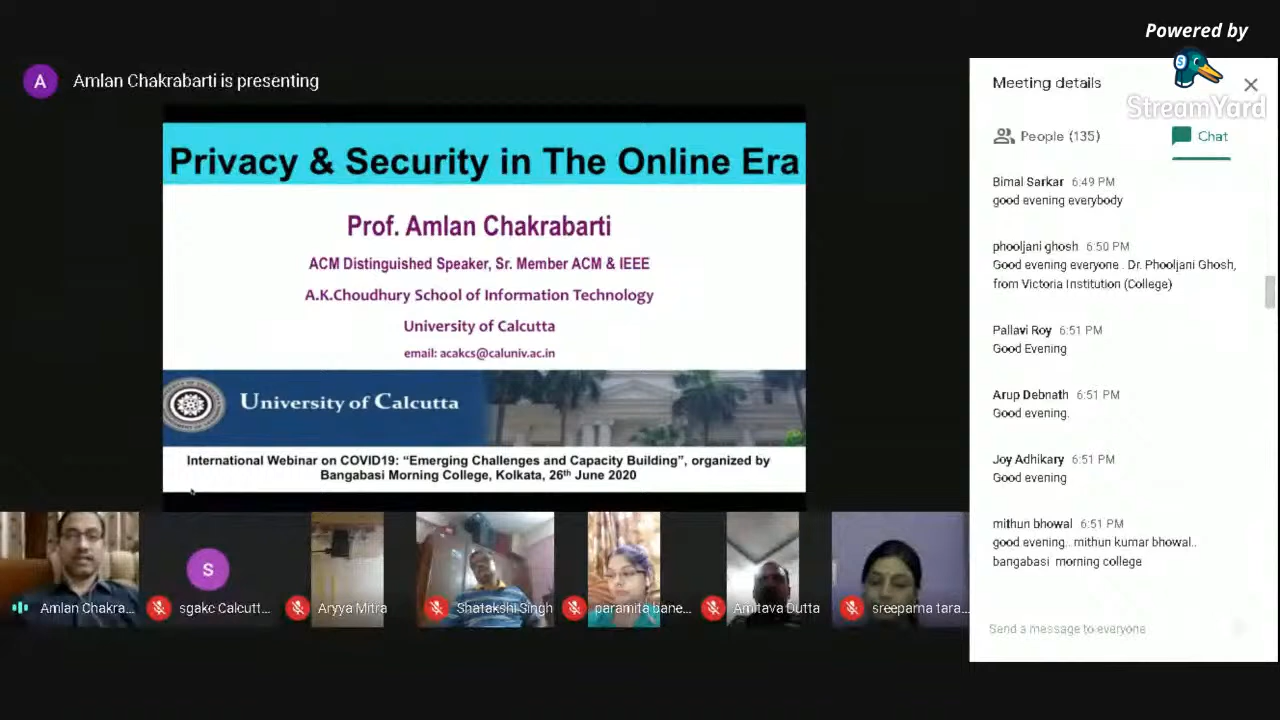 Powered by
StreamYard
A
Amlan Chakrabarti is presenting
Privacy & Security in The Online Era
Prof. Amlan Chakrabarti
ACM Distinguished Speaker, Sr. Member ACM & IEEE
A.K.Choudhury School of Information Technology
University of Calcutta
email: acakcs@caluniv.ac.in
University of Calcutta
International Webinar on COVID19: “Emerging Challenges and Capacity Building”, organized by
Bangabasi Morning College, Kolkata, 26th June 2020
S
Amlan Chakra...
sgakc Calcutt...
Aryya Mitra
Shatakshi Singh
paramita bane...
Amitava Dutta
sreeparna tara...
Meeting details
People (135)
Chat
Bimal Sarkar 6:49 PM
good evening everybody
phooljani ghosh 6:50 PM
Good evening everyone . Dr. Phooljani Ghosh,
from Victoria Institution (College)
Pallavi Roy 6:51 PM
Good Evening
Arup Debnath 6:51 PM
Good evening.
Joy Adhikary 6:51 PM
Good evening
mithun bhowal 6:51 PM
good evening...mithun kumar bhowal..
bangabasi morning college
Send a message to everyone